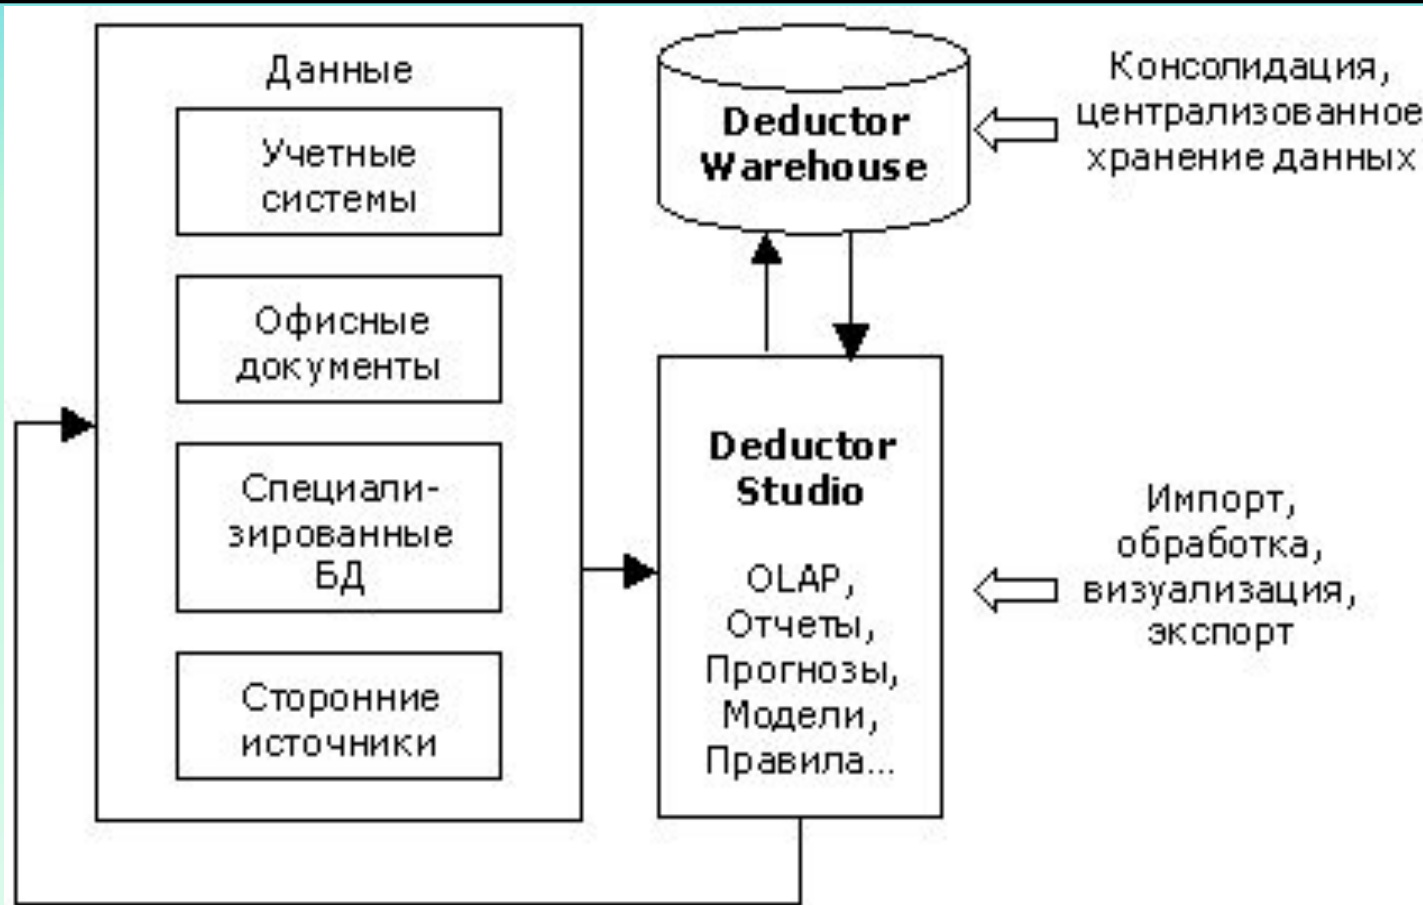 Данные
Учетные
системы
Офисные
документы
Специали-
зированные
БД
Сторонние
источники
Deductor
Warehouse
Консолидация,
централизованное
хранение данных
Deductor
Studio
OLAP,
Отчеты,
Прогнозы,
Модели,
Правила...
Импорт,
обработка,
визуализация,
экспорт